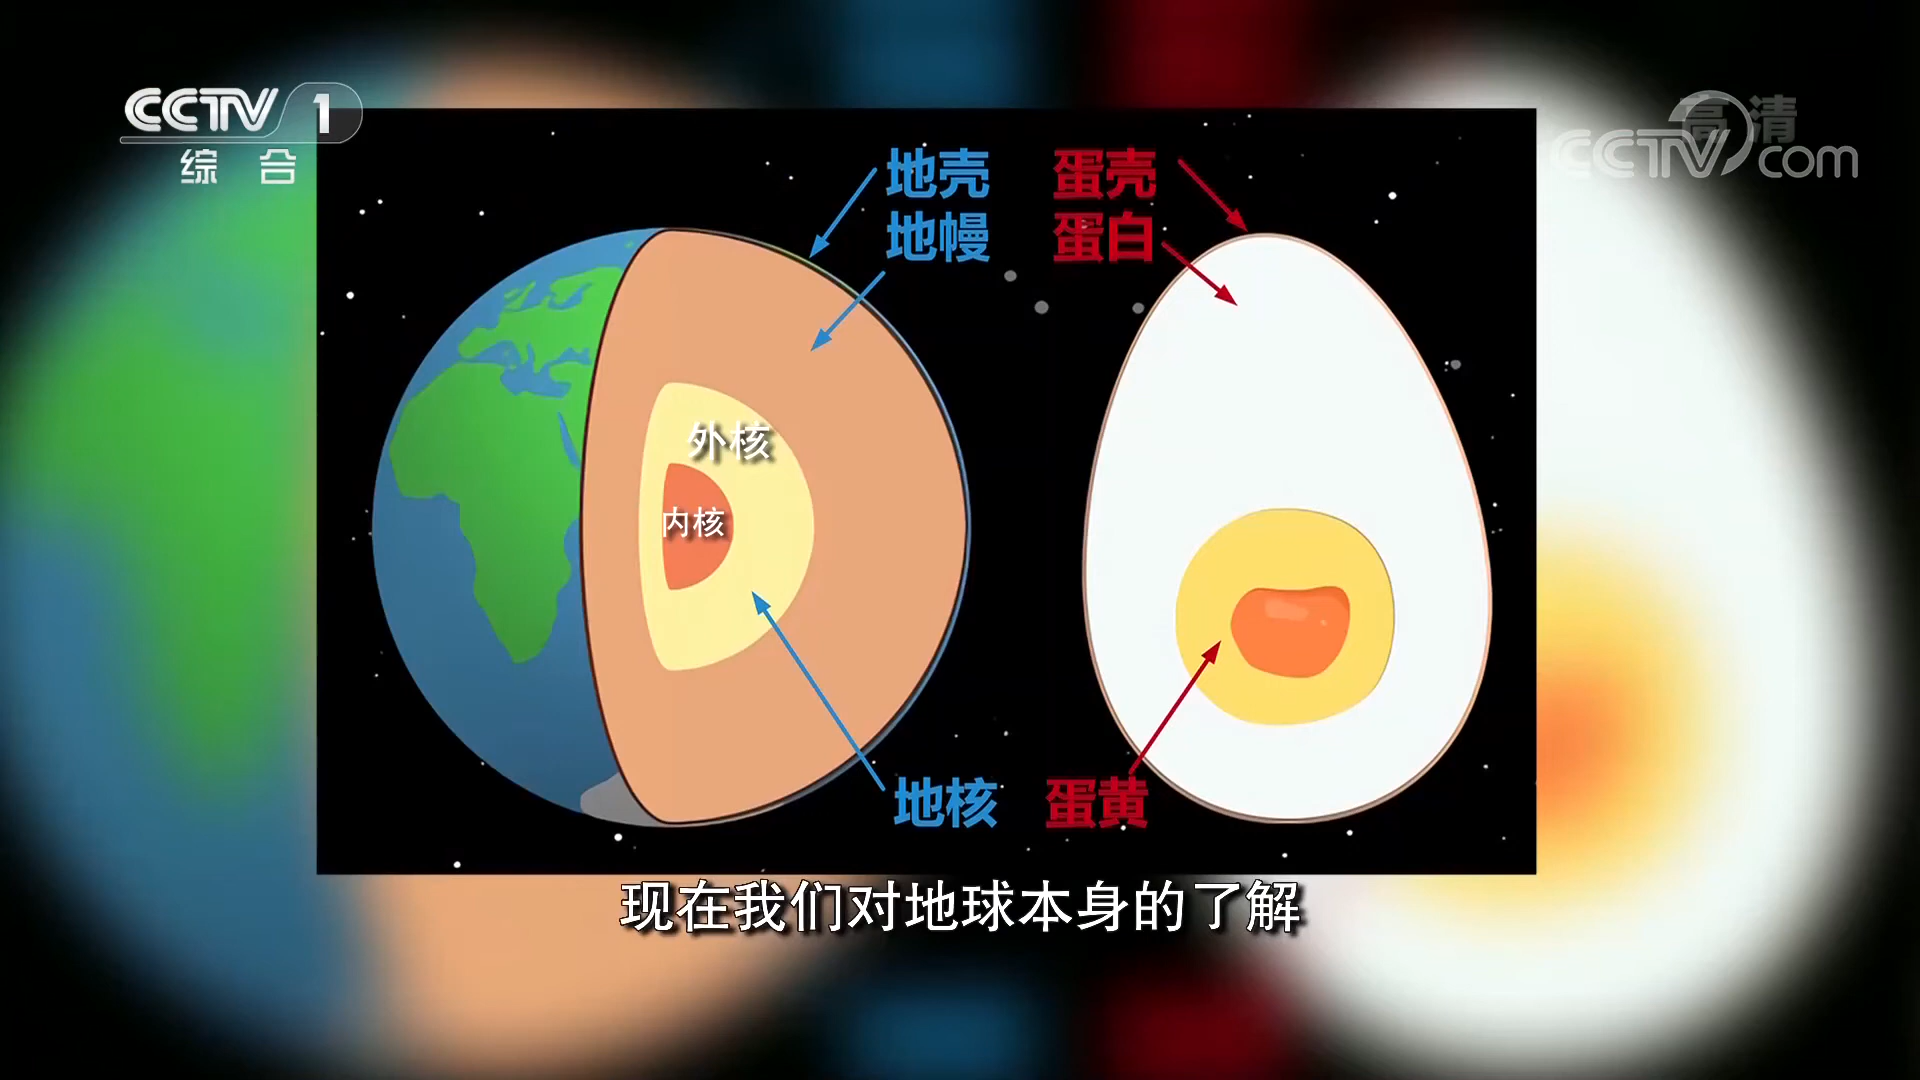 CCTV 1
综合
高清
CCTV com
地壳 蛋壳
地幔 蛋白
外核
内核
地核 蛋黄
现在我们对地球本身的了解